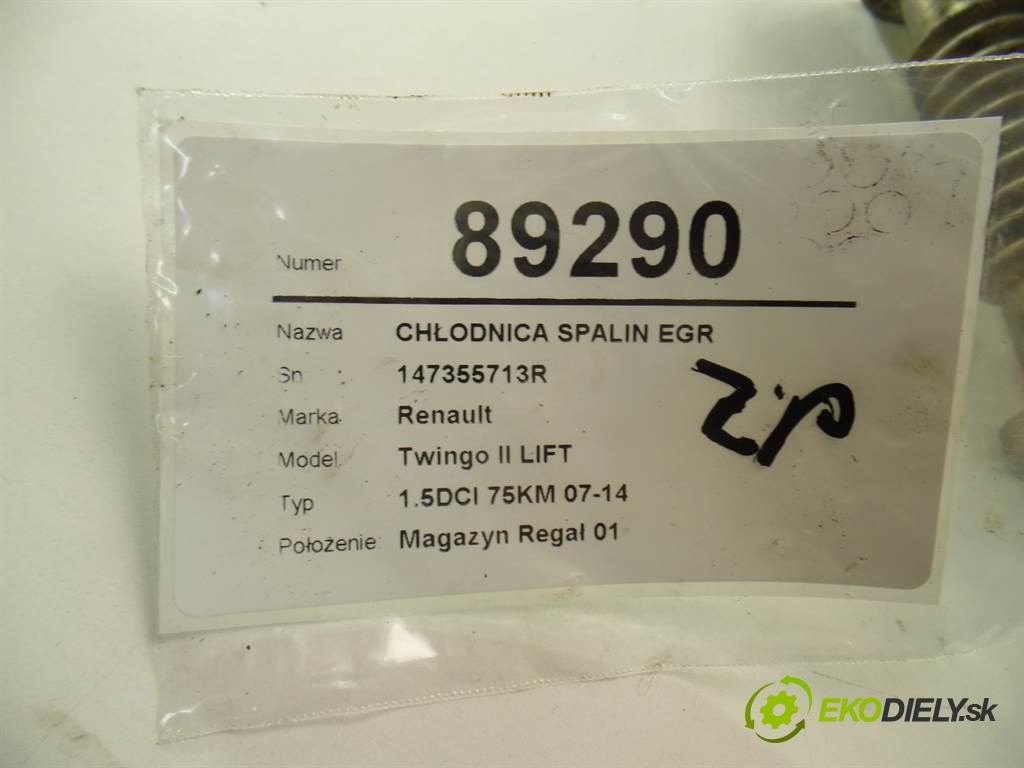 Numer 89290
Nazwa CHŁODNICA SPALIN EGR
Sn 147355713R
Marka Renault
Model Twingo II LIFT
Typ 1.5DCI 75KM 07-14
Położenie: Magazyn Regał 01
EKODIELY.sk